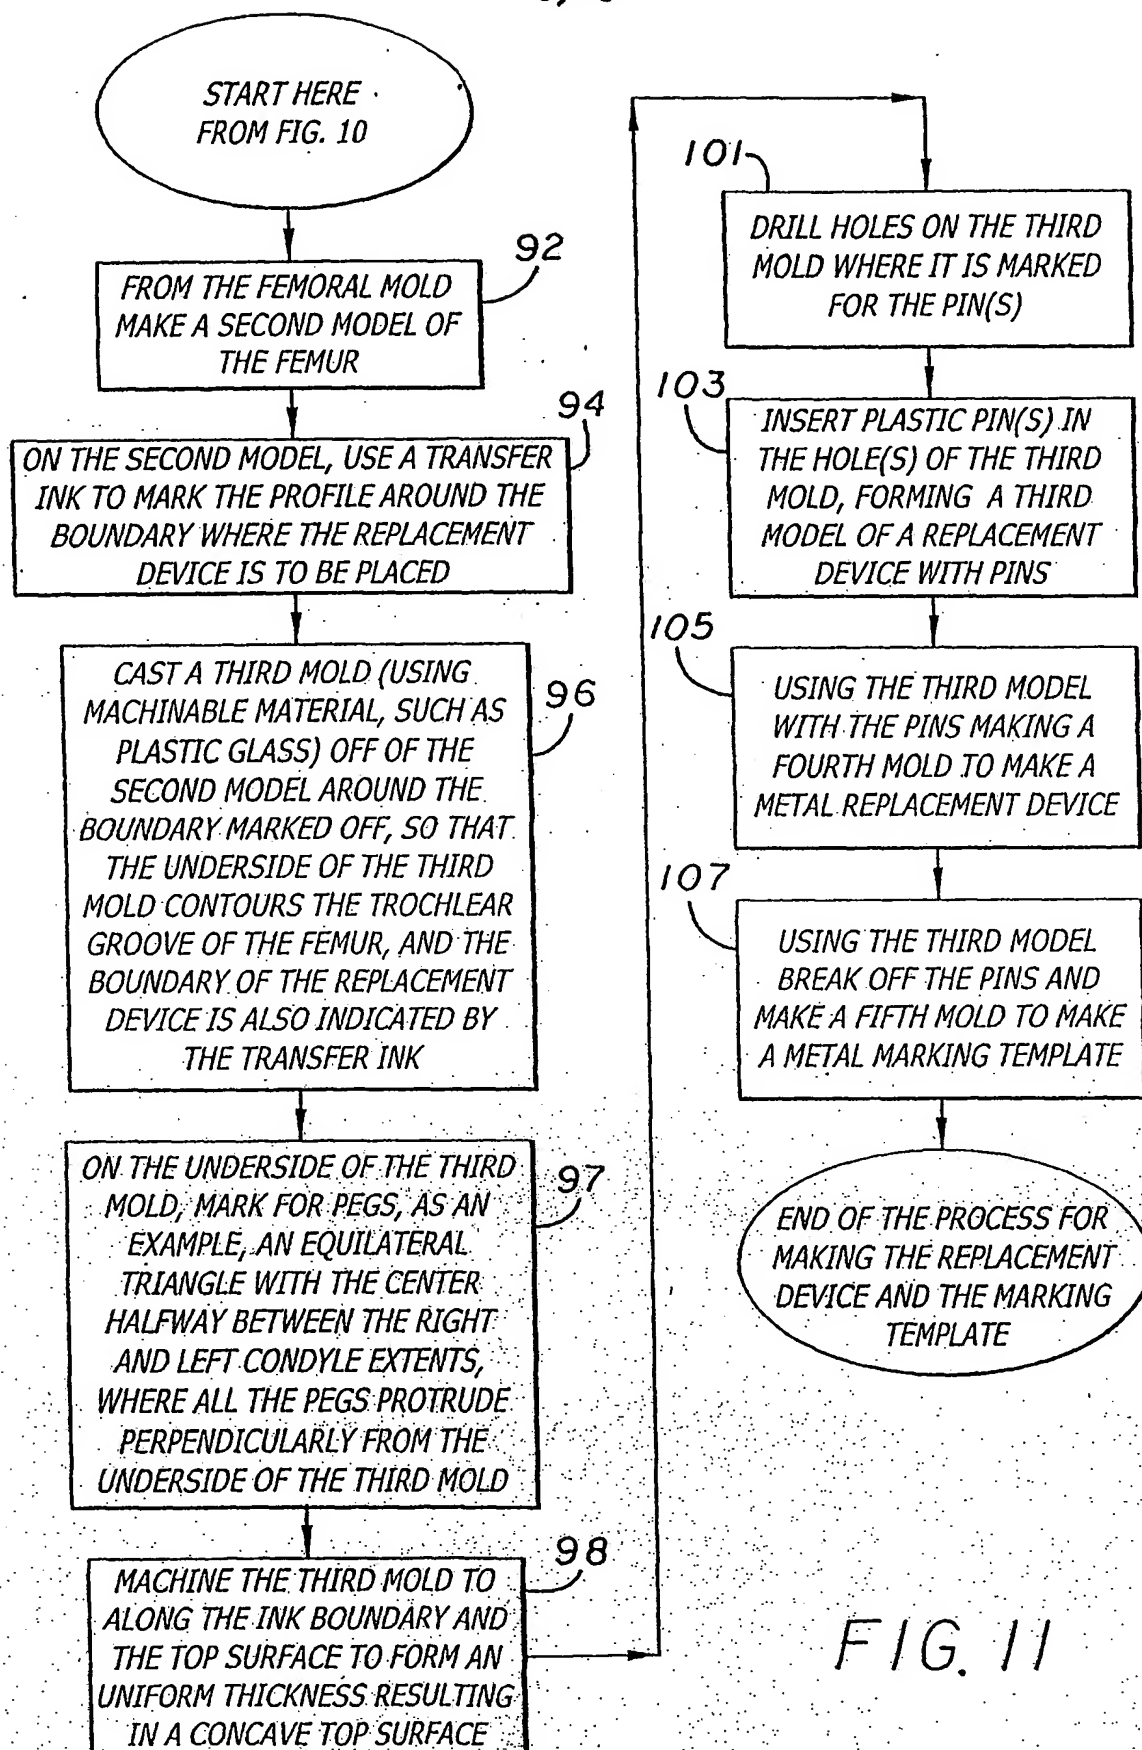 START HERE
FROM FIG. 10
92
FROM THE FEMORAL MOLD
MAKE A SECOND MODEL OF
THE FEMUR
94
ON THE SECOND MODEL, USE A TRANSFER
INK TO MARK THE PROFILE AROUND THE
BOUNDARY WHERE THE REPLACEMENT
DEVICE IS TO BE PLACED
96
CAST A THIRD MOLD (USING
MACHINABLE MATERIAL, SUCH AS
PLASTIC GLASS) OFF OF THE
SECOND MODEL AROUND THE
BOUNDARY MARKED OFF, SO THAT
THE UNDERSIDE OF THE THIRD
MOLD CONTOURS THE TROCHLEAR
GROOVE OF THE FEMUR, AND THE
BOUNDARY OF THE REPLACEMENT
DEVICE IS ALSO INDICATED BY
THE TRANSFER INK
97
ON THE UNDERSIDE OF THE THIRD
MOLD, MARK FOR PEGS, AS AN
EXAMPLE, AN EQUILATERAL
TRIANGLE WITH THE CENTER
HALFWAY BETWEEN THE RIGHT
AND LEFT CONDYLE EXTENTS,
WHERE ALL THE PEGS PROTRUDE
PERPENDICULARLY FROM THE
UNDERSIDE OF THE THIRD MOLD
98
MACHINE THE THIRD MOLD TO
ALONG THE INK BOUNDARY AND
THE TOP SURFACE TO FORM AN
UNIFORM THICKNESS RESULTING
IN A CONCAVE TOP SURFACE
101
DRILL HOLES ON THE THIRD
MOLD WHERE IT IS MARKED
FOR THE PIN(S)
103
INSERT PLASTIC PIN(S) IN
THE HOLE(S) OF THE THIRD
MOLD, FORMING A THIRD
MODEL OF A REPLACEMENT
DEVICE WITH PINS
105
USING THE THIRD MODEL
WITH THE PINS MAKING A
FOURTH MOLD TO MAKE A
METAL REPLACEMENT DEVICE
107
USING THE THIRD MODEL
BREAK OFF THE PINS AND
MAKE A FIFTH MOLD TO MAKE
A METAL MARKING TEMPLATE
END OF THE PROCESS FOR
MAKING THE REPLACEMENT
DEVICE AND THE MARKING
TEMPLATE
FIG. 11